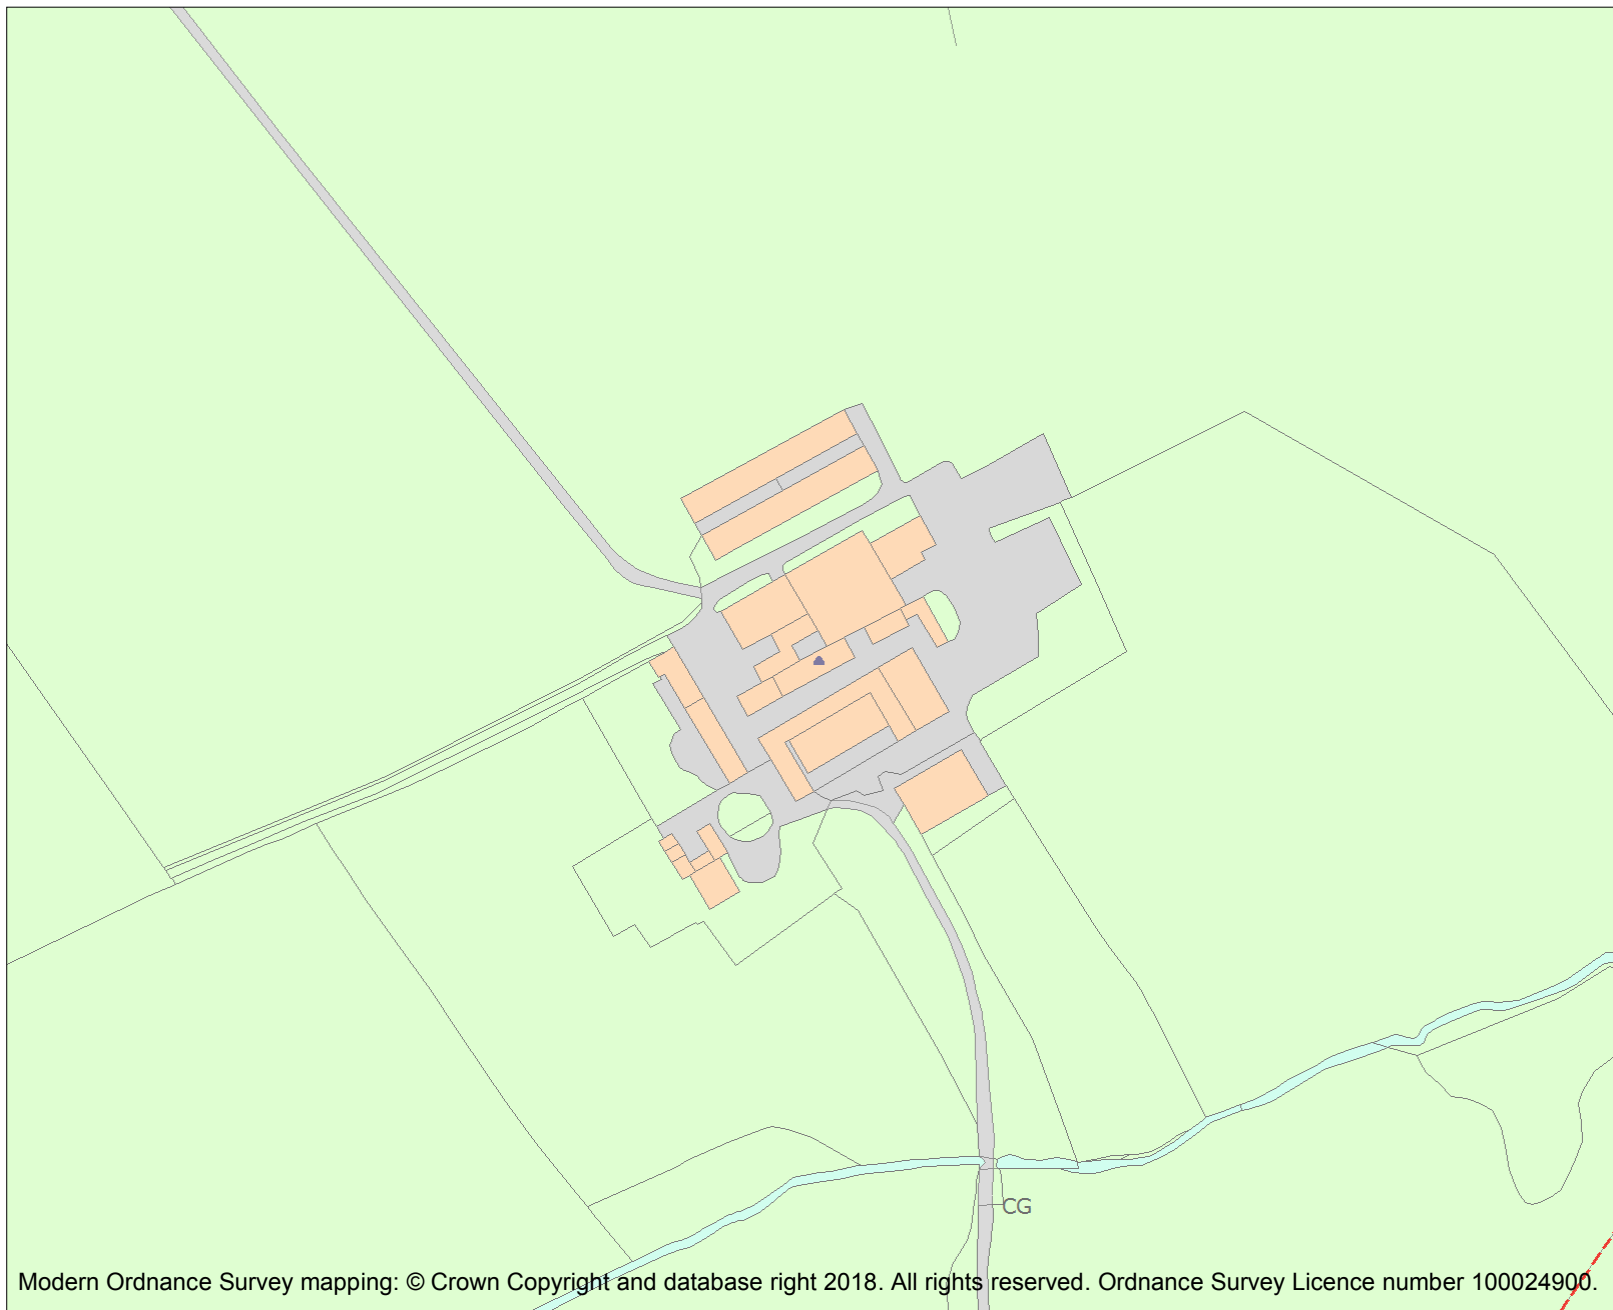 CG
Modern Ordnance Survey mapping: © Crown Copyright and database right 2018. All rights reserved. Ordnance Survey Licence number 100024900.